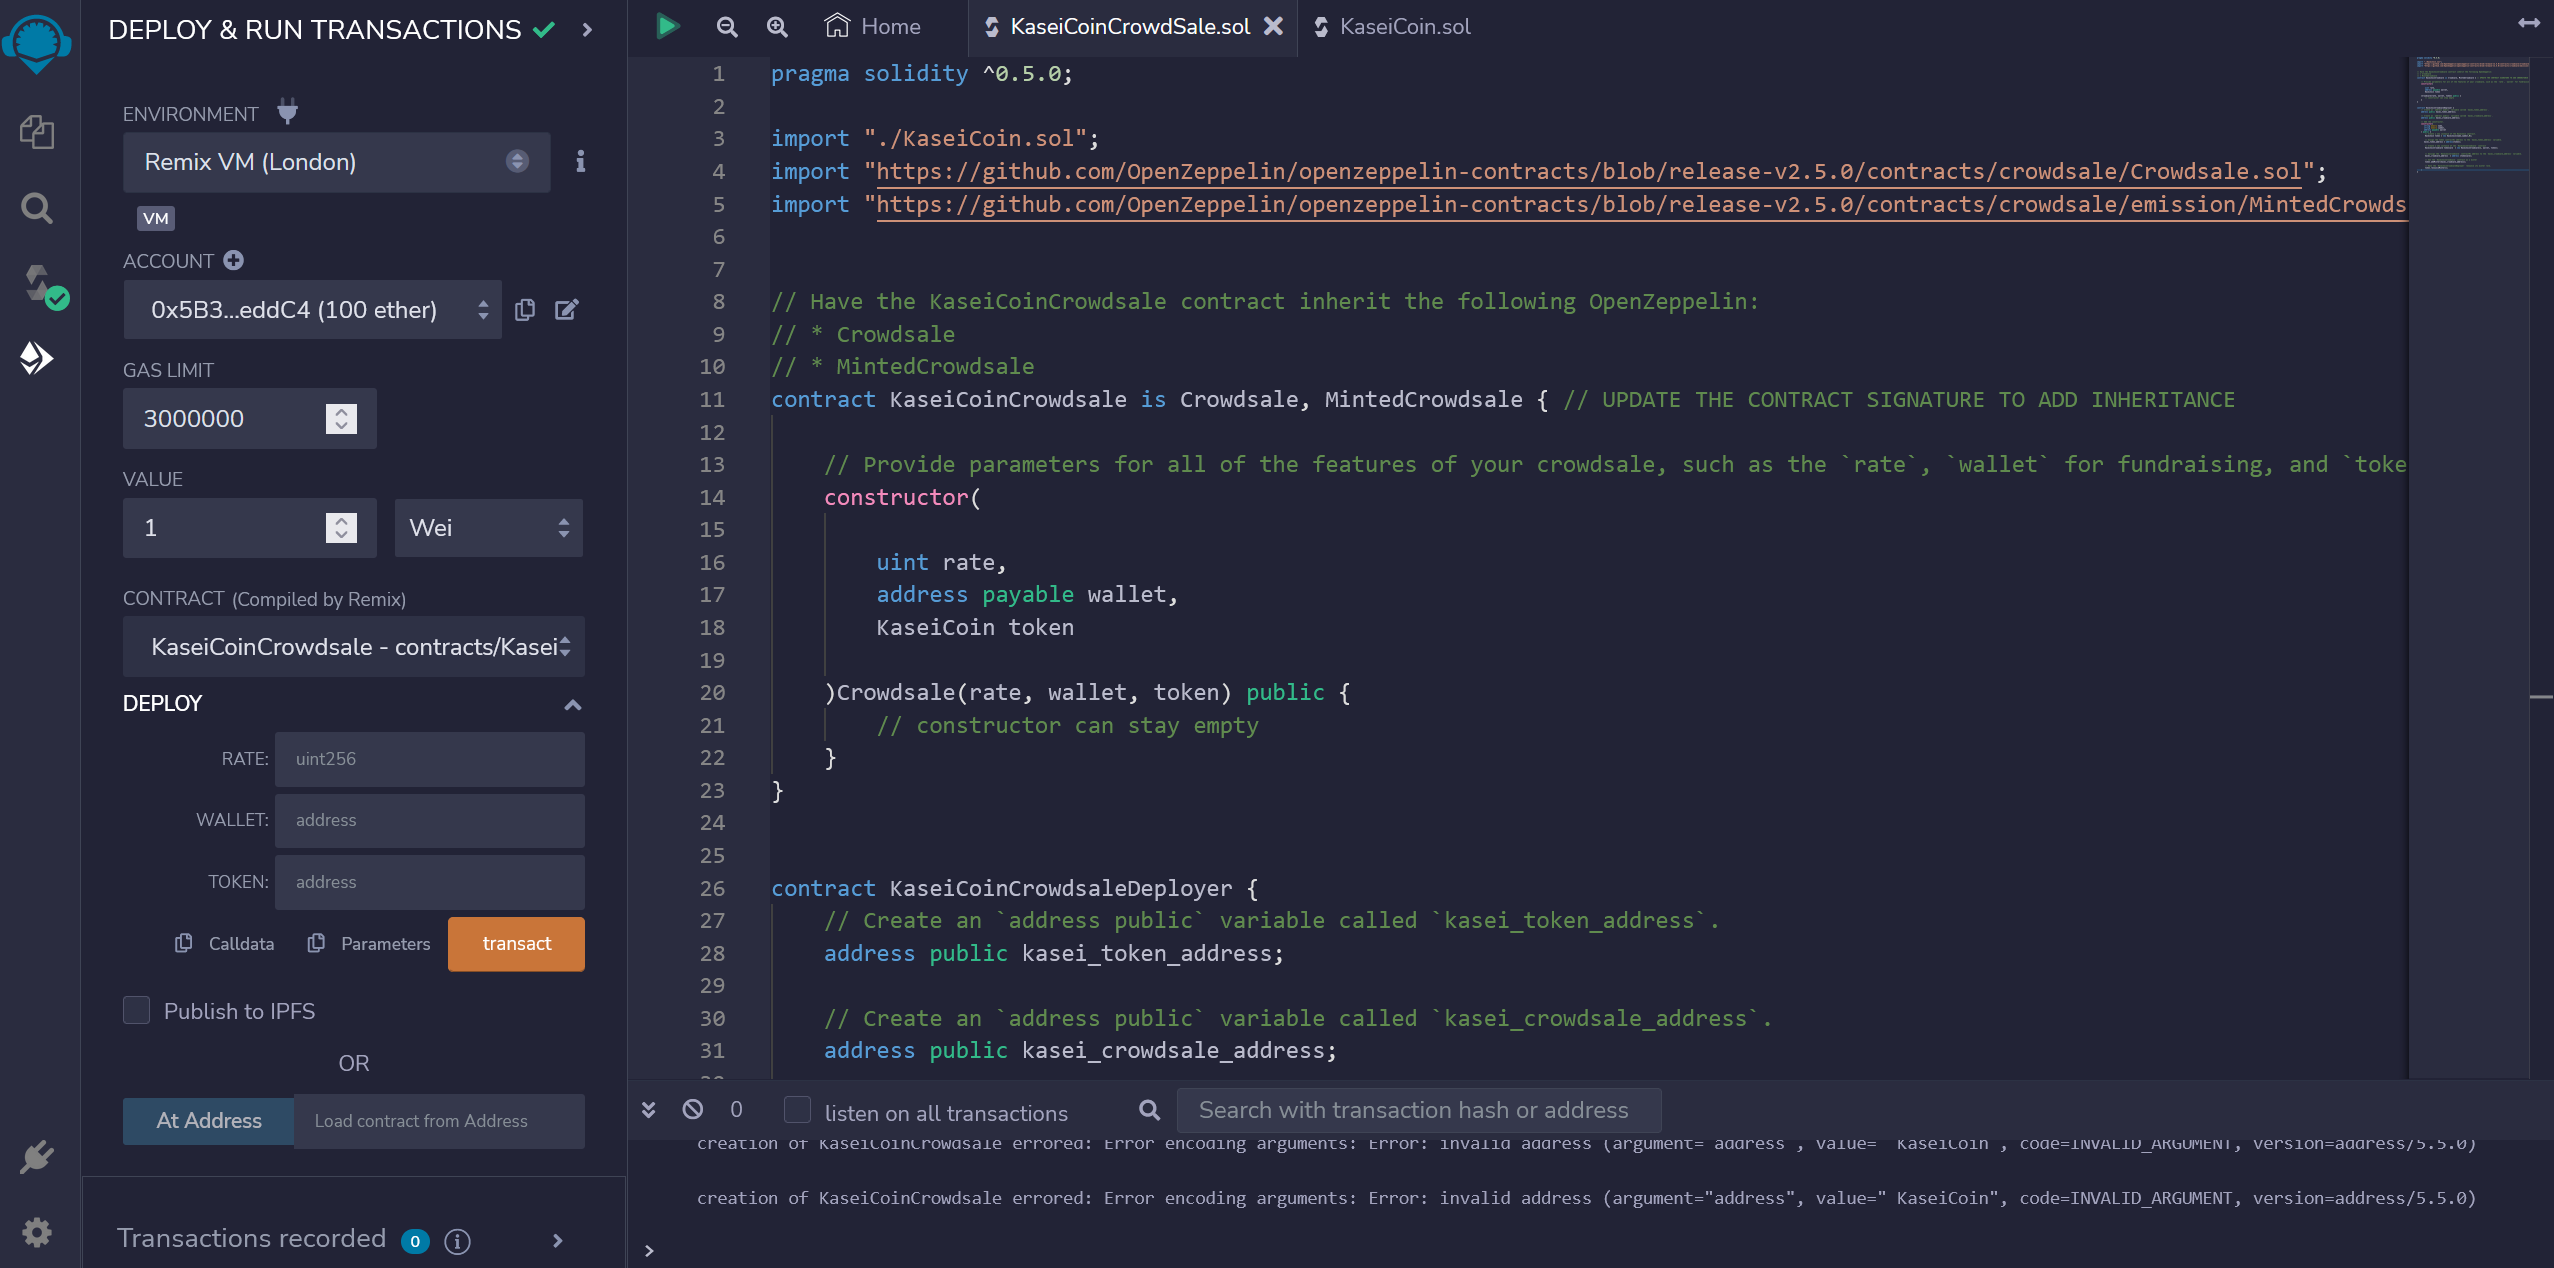 DEPLOY & RUN TRANSACTIONS
ENVIRONMENT
Remix VM (London)
VM
ACCOUNT
0x5B3...eddC4 (100 ether)
GAS LIMIT
3000000
VALUE
1
Wei
CONTRACT (Compiled by Remix)
KaseiCoinCrowdsale - contracts/Kasei
DEPLOY
RATE: uint256
WALLET: address
TOKEN: address
Calldata Parameters transact
Publish to IPFS
OR
At Address Load contract from Address
Transactions recorded 0 i
Home KaseiCoinCrowdSale.sol KaseiCoin.sol
1 pragma solidity ^0.5.0;
2
3 import "./KaseiCoin.sol";
4 import "https://github.com/OpenZeppelin/openzeppelin-contracts/blob/release-v2.5.0/contracts/crowdsale/Crowdsale.sol";
5 import "https://github.com/OpenZeppelin/openzeppelin-contracts/blob/release-v2.5.0/contracts/crowdsale/emission/MintedCrowds
6
7
8 // Have the KaseiCoinCrowdsale contract inherit the following OpenZeppelin:
9 // * Crowdsale
10 // * MintedCrowdsale
11 contract KaseiCoinCrowdsale is Crowdsale, MintedCrowdsale { // UPDATE THE CONTRACT SIGNATURE TO ADD INHERITANCE
12
13 // Provide parameters for all of the features of your crowdsale, such as the `rate`, `wallet` for fundraising, and `toke
14 constructor(
15
16 uint rate,
17 address payable wallet,
18 KaseiCoin token
19
20 )Crowdsale(rate, wallet, token) public {
21 // constructor can stay empty
22 }
23 }
24
25
26 contract KaseiCoinCrowdsaleDeployer {
27 // Create an `address public` variable called `kasei_token_address`.
28 address public kasei_token_address;
29
30 // Create an `address public` variable called `kasei_crowdsale_address`.
31 address public kasei_crowdsale_address;
0 listen on all transactions Search with transaction hash or address
creation of KaseiCoinCrowdsale errored: Error encoding arguments: Error: invalid address (argument="address", value=" KaseiCoin", code=INVALID_ARGUMENT, version=address/5.5.0)
creation of KaseiCoinCrowdsale errored: Error encoding arguments: Error: invalid address (argument="address", value=" KaseiCoin", code=INVALID_ARGUMENT, version=address/5.5.0)
>